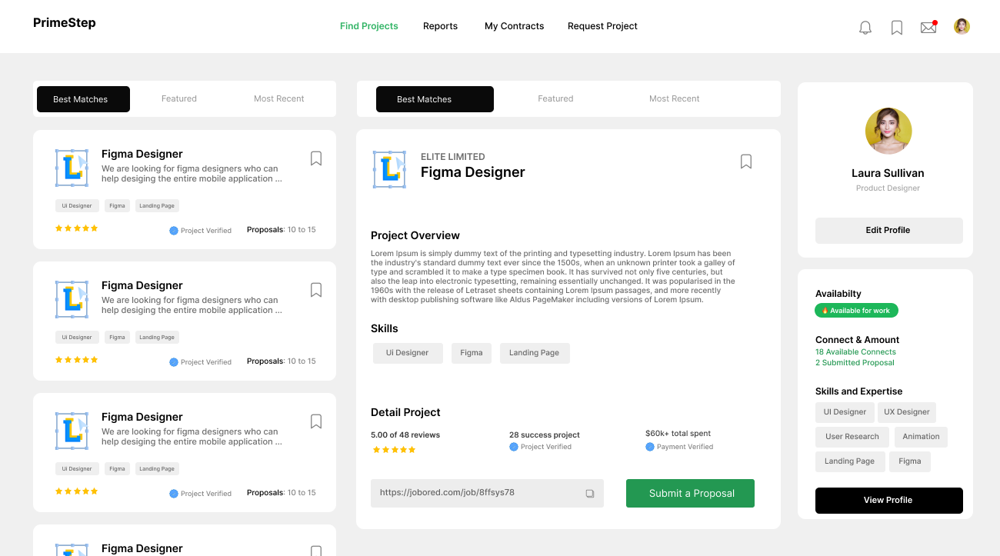 PrimeStep
Find Projects
Reports
My Contracts
Request Project
Best Matches
Featured
Most Recent
Figma Designer
We are looking for figma designers who can
help desiging the entire mobile application ...
Ui Designer
Figma
Landing Page
Project Verified
Proposals: 10 to 15
Figma Designer
We are looking for figma designers who can
help desiging the entire mobile application ...
Ui Designer
Figma
Landing Page
Project Verified
Proposals: 10 to 15
Figma Designer
We are looking for figma designers who can
help desiging the entire mobile application ...
Ui Designer
Figma
Landing Page
Project Verified
Proposals: 10 to 15
Figma Designer
Best Matches
Featured
Most Recent
ELITE LIMITED
Figma Designer
Project Overview
Lorem Ipsum is simply dummy text of the printing and typesetting industry. Lorem Ipsum has been
the industry's standard dummy text ever since the 1500s, when an unknown printer took a galley of
type and scrambled it to make a type specimen book. It has survived not only five centuries, but
also the leap into electronic typesetting, remaining essentially unchanged. It was popularised in the
1960s with the release of Letraset sheets containing Lorem Ipsum passages, and more recently
with desktop publishing software like Aldus PageMaker including versions of Lorem Ipsum.
Skills
Ui Designer
Figma
Landing Page
Detail Project
5.00 of 48 reviews
28 success project
Project Verified
$60k+ total spent
Payment Verified
https://jobored.com/job/8ffsys78
Submit a Proposal
Laura Sullivan
Product Designer
Edit Profile
Availabilty
Available for work
Connect & Amount
18 Available Connects
2 Submitted Proposal
Skills and Expertise
UI Designer
UX Designer
User Research
Animation
Landing Page
Figma
View Profile